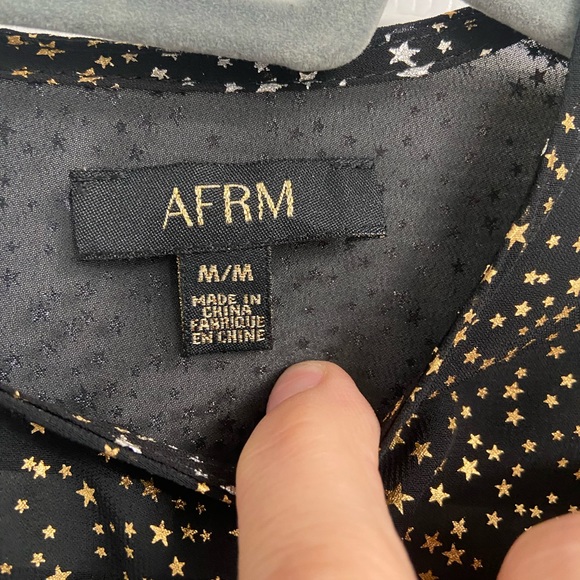 AFRM
M/M
MADE IN
CHINA
FABRIQUE
EN CHINE